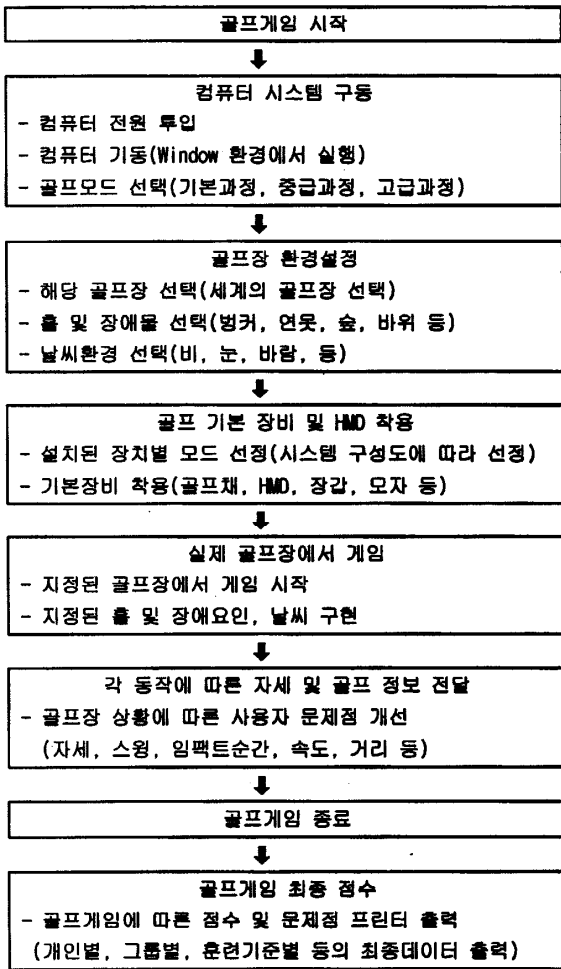 골프게임 시작
컴퓨터 시스템 구동
- 컴퓨터 전원 투입
- 컴퓨터 기동(Window 환경에서 실행)
- 골프모드 선택(기본과정, 중급과정, 고급과정)
골프장 환경설정
- 해당 골프장 선택(세계의 골프장 선택)
- 홀 및 장애물 선택(벙커, 연못, 숲, 바위 등)
- 날씨환경 선택(비, 눈, 바람, 등)
골프 기본 장비 및 HMD 착용
- 설치된 장치별 모드 선정(시스템 구성도에 따라 선정)
- 기본장비 착용(골프채, HMD, 장갑, 모자 등)
실제 골프장에서 게임
- 지정된 골프장에서 게임 시작
- 지정된 홀 및 장애요인, 날씨 구현
각 동작에 따른 자세 및 골프 정보 전달
- 골프장 상황에 따른 사용자 문제점 개선
(자세, 스윙, 임팩트순간, 속도, 거리 등)
골프게임 종료
골프게임 최종 점수
- 골프게임에 따른 점수 및 문제점 프린터 출력
(개인별, 그룹별, 훈련기준별 등의 최종데이터 출력)